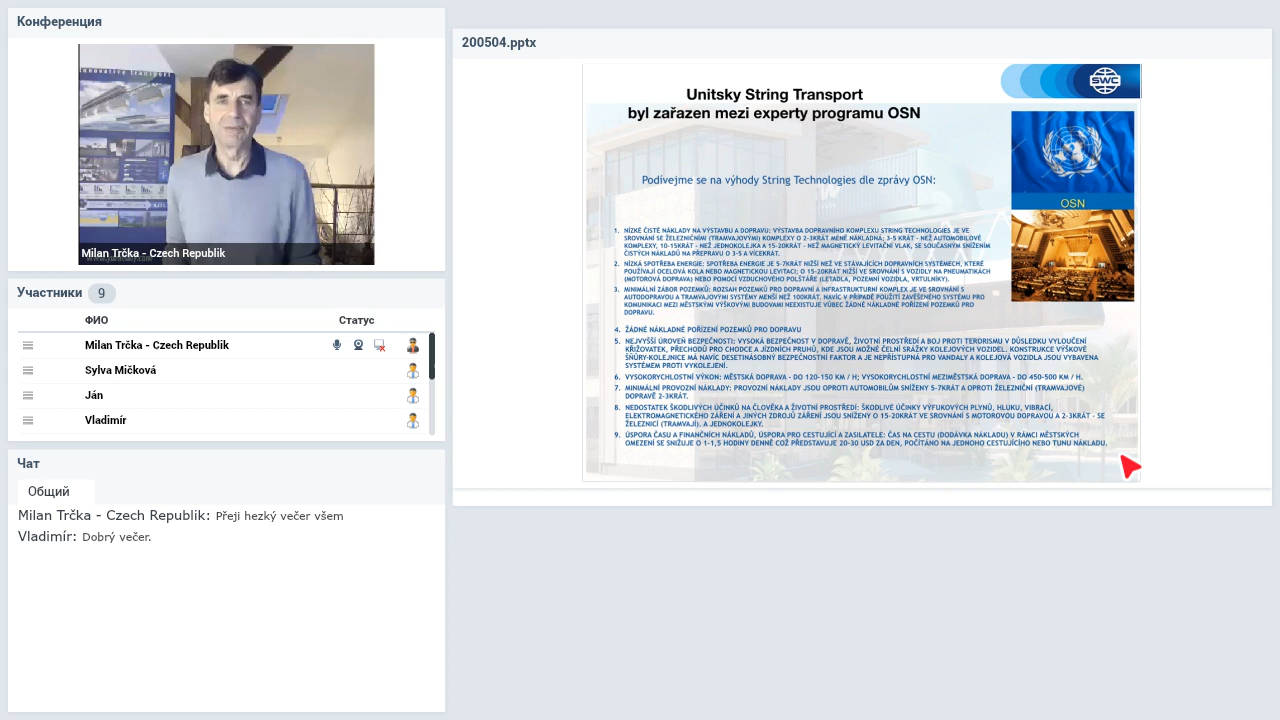 Конференция
Innovative Transport
Milan Trčka - Czech Republik
Участники 9
ФИО Статус
Milan Trčka - Czech Republik
Sylva Mičková
Ján
Vladimír
Чат
Общий
Milan Trčka - Czech Republik: Přeji hezký večer všem
Vladimír: Dobrý večer.
200504.pptx
SWC
Unitsky String Transport
byl zařazen mezi experty programu OSN
OSN
Podívejme se na výhody String Technologies dle zprávy OSN:
1. NÍZKÉ ČISTÉ NÁKLADY NA VÝSTAVBU A DOPRAVU: VÝSTAVBA DOPRAVNÍHO KOMPLEXU STRING TECHNOLOGIES JE VE
SROVNÁNÍ SE ŽELEZNIČNÍMI (TRAMVAJOVÝMI) KOMPLEXY O 2-3KRÁT MÉNĚ NÁKLADNÁ; 3-5 KRÁT - NEŽ AUTOMOBILOVÉ
KOMPLEXY, 10-15KRÁT - NEŽ JEDNOKOLEJKA A 15-20KRÁT - NEŽ MAGNETICKÝ LEVITAČNÍ VLAK, SE SOUČASNÝM SNÍŽENÍM
ČISTÝCH NÁKLADŮ NA PŘEPRAVU O 3-5 A VÍCEKRÁT.
2. NÍZKÁ SPOTŘEBA ENERGIE: SPOTŘEBA ENERGIE JE 5-7KRÁT NIŽŠÍ NEŽ VE STÁVAJÍCÍCH DOPRAVNÍCH SYSTÉMECH, KTERÉ
POUŽÍVAJÍ OCELOVÁ KOLA NEBO MAGNETICKOU LEVITACI; O 15-20KRÁT NIŽŠÍ VE SROVNÁNÍ S VOZIDLY NA PNEUMATIKÁCH
(MOTOROVÁ DOPRAVA) NEBO POMOCÍ VZDUCHOVÉHO POLŠTÁŘE (LETADLA, POZEMNÍ VOZIDLA, VRTULNÍKY).
3. MINIMÁLNÍ ZÁBOR POZEMKŮ: ROZSAH POZEMKŮ PRO DOPRAVNÍ A INFRASTRUKTURNÍ KOMPLEX JE VE SROVNÁNÍ S
AUTODOPRAVOU A TRAMVAJOVÝMI SYSTÉMY MENŠÍ NEŽ 100KRÁT. NAVÍC V PŘÍPADĚ POUŽITÍ ZAVĚŠENÉHO SYSTÉMU PRO
KOMUNIKACI MEZI MĚSTSKÝMI VÝŠKOVÝMI BUDOVAMI NEEXISTUJE VŮBEC ŽÁDNÉ NÁKLADNÉ POŘÍZENÍ POZEMKŮ PRO
DOPRAVU.
4. ŽÁDNÉ NÁKLADNÉ POŘÍZENÍ POZEMKŮ PRO DOPRAVU
5. NEJVYŠŠÍ ÚROVEŇ BEZPEČNOSTI: VYSOKÁ BEZPEČNOST V DOPRAVĚ, ŽIVOTNÍ PROSTŘEDÍ A BOJ PROTI TERORISMU V DŮSLEDKU VYLOUČENÍ
KŘIŽOVATEK, PŘECHODŮ PRO CHODCE A JÍZDNÍCH PRUHŮ, KDE JSOU MOŽNÉ ČELNÍ SRÁŽKY KOLEJOVÝCH VOZIDEL. KONSTRUKCE VÝŠKOVÉ
ŠŇŮRY-KOLEJNICE MÁ NAVÍC DESETINÁSOBNÝ BEZPEČNOSTNÍ FAKTOR A JE NEPŘÍSTUPNÁ PRO VANDALY A KOLEJOVÁ VOZIDLA JSOU VYBAVENA
SYSTÉMEM PROTI VYKOLEJENÍ.
6. VYSOKORYCHLOSTNÍ VÝKON: MĚSTSKÁ DOPRAVA - DO 120-150 KM / H; VYSOKORYCHLOSTNÍ MEZIMĚSTSKÁ DOPRAVA - DO 450-500 KM / H.
7. MINIMÁLNÍ PROVOZNÍ NÁKLADY: PROVOZNÍ NÁKLADY JSOU OPROTI AUTOMOBILŮM SNÍŽENY 5-7KRÁT A OPROTI ŽELEZNIČNÍ (TRAMVAJOVÉ)
DOPRAVĚ 2-3KRÁT.
8. NEDOSTATEK ŠKODLIVÝCH ÚČINKŮ NA ČLOVĚKA A ŽIVOTNÍ PROSTŘEDÍ: ŠKODLIVÉ ÚČINKY VÝFUKOVÝCH PLYNŮ, HLUKU, VIBRACÍ,
ELEKTROMAGNETICKÉHO ZÁŘENÍ A JINÝCH ZDROJŮ ZÁŘENÍ JSOU SNÍŽENY O 15-20KRÁT VE SROVNÁNÍ S MOTOROVOU DOPRAVOU A 2-3KRÁT - SE
ŽELEZNICÍ (TRAMVAJÍ). A JEDNOKOLEJKY.
9. ÚSPORA ČASU A FINANČNÍCH NÁKLADŮ, ÚSPORA PRO CESTUJÍCÍ A ZASILATELE: ČAS NA CESTU (DODÁVKA NÁKLADU) V RÁMCI MĚSTSKÝCH
OMEZENÍ SE SNIŽUJE O 1-1,5 HODINY DENNĚ COŽ PŘEDSTAVUJE 20-30 USD ZA DEN, POČÍTÁNO NA JEDNOHO CESTUJÍCÍHO NEBO TUNU NÁKLADU.